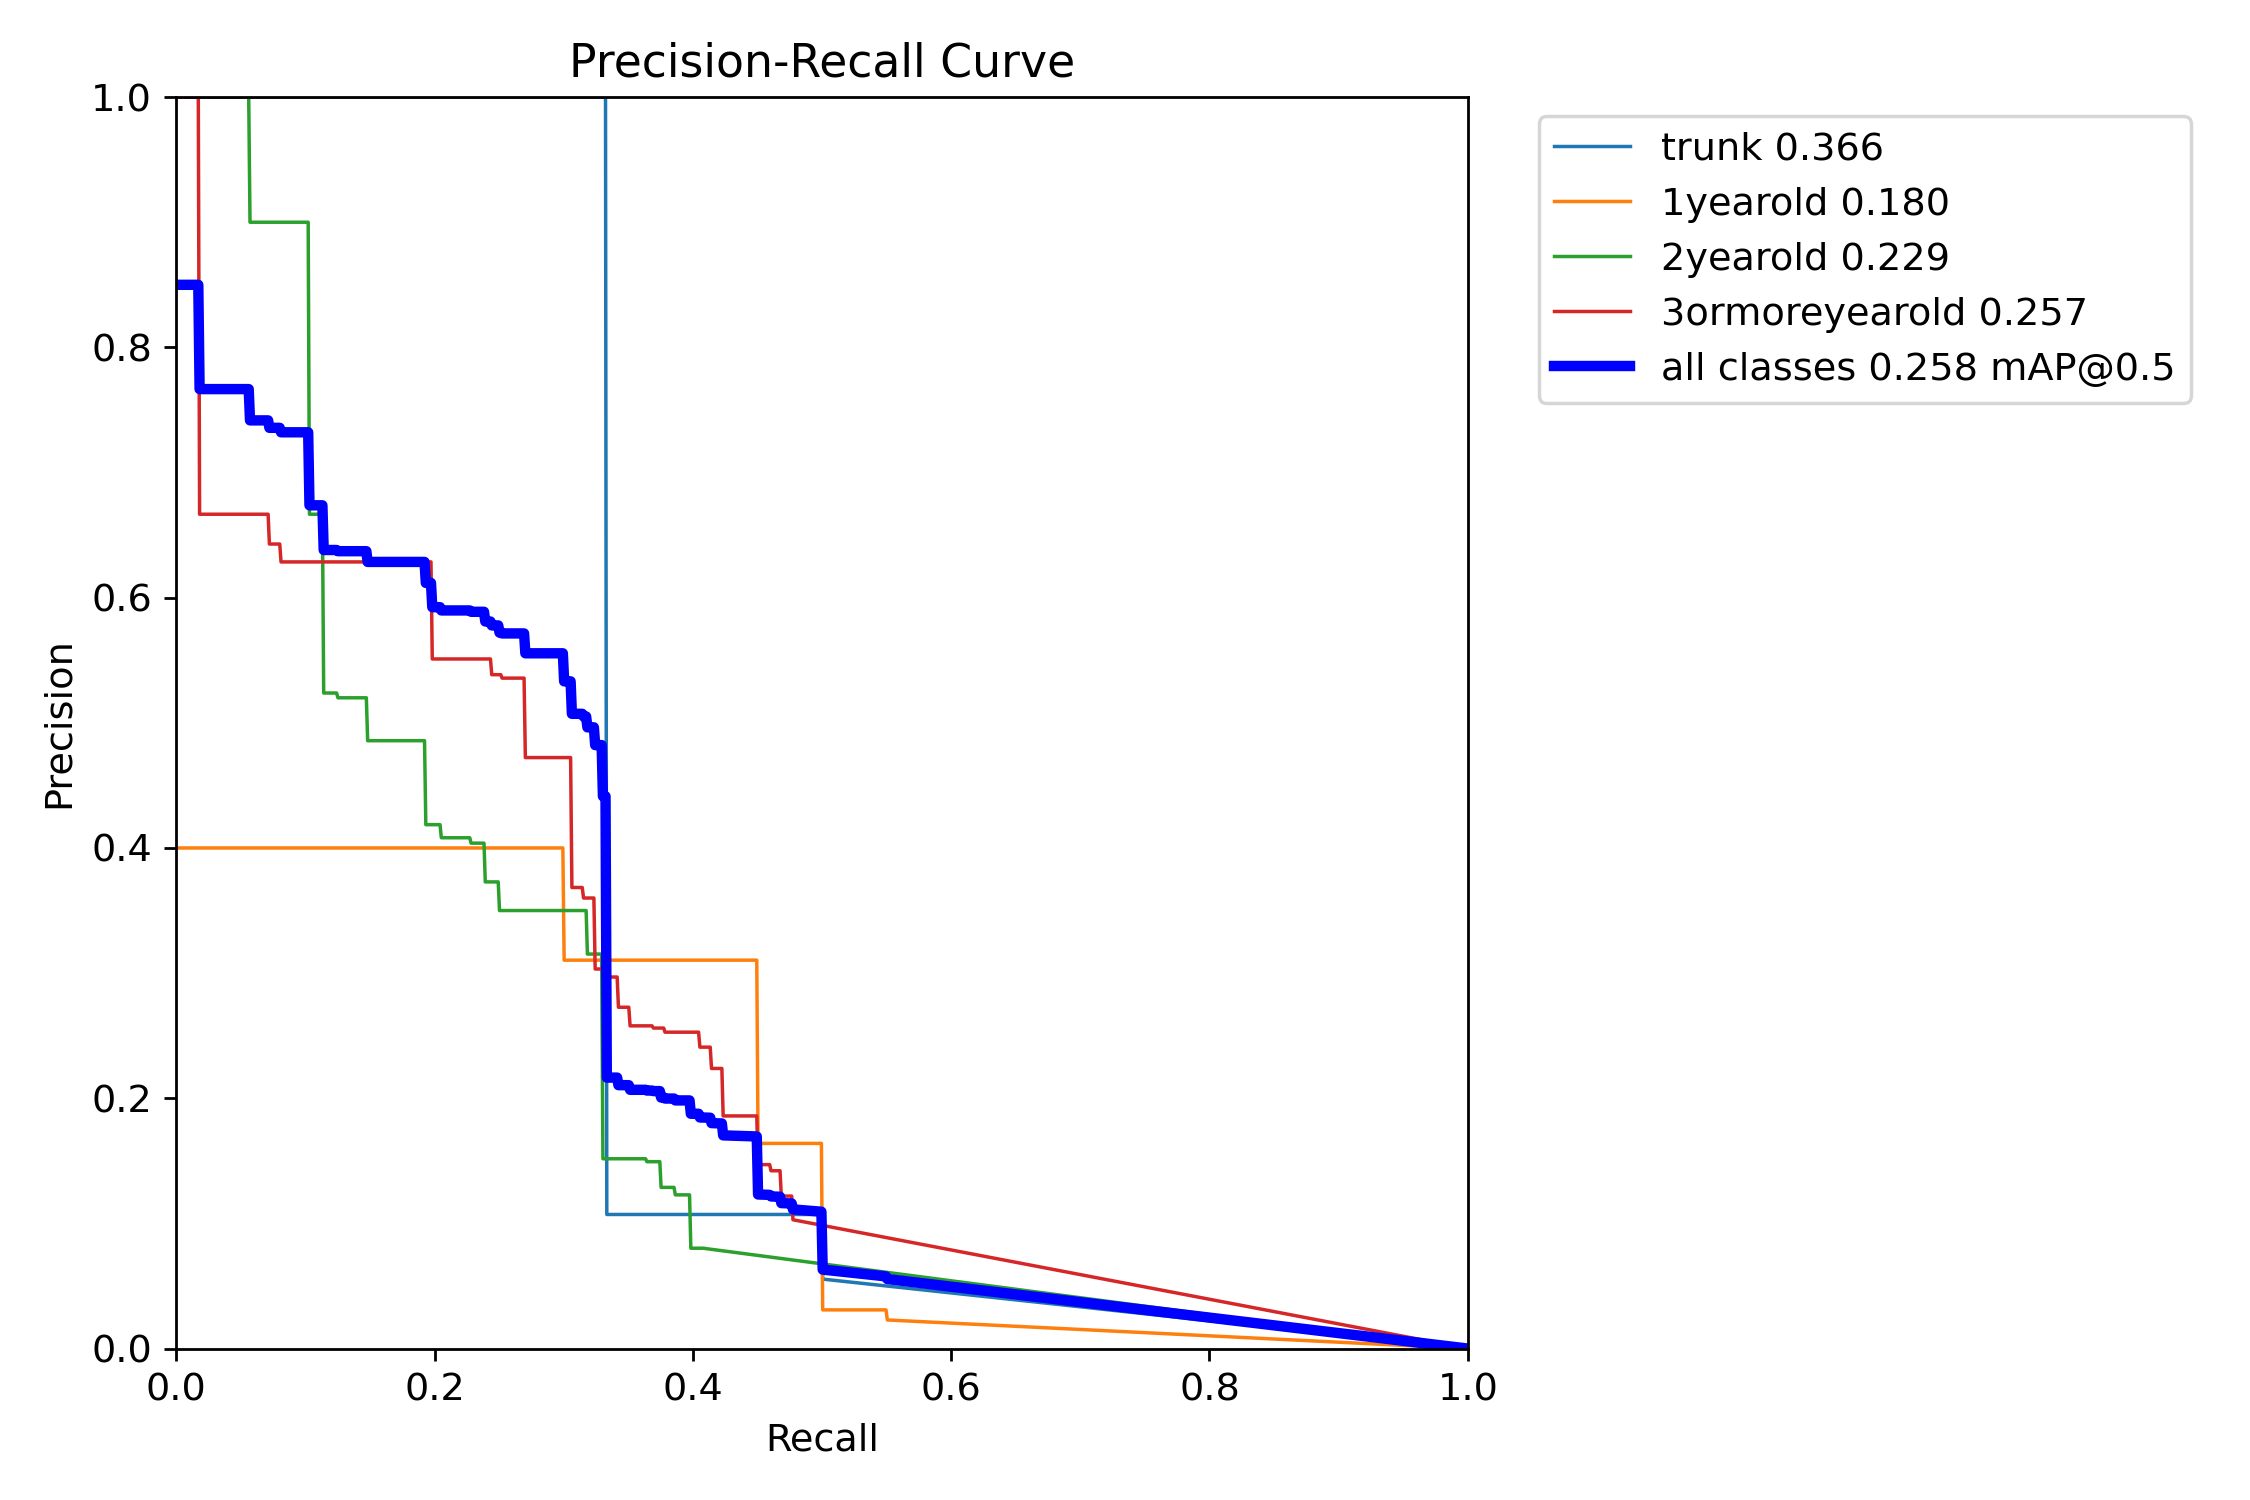 Precision-Recall Curve
1.0
0.8
0.6
0.4
0.2
0.0
Precision
0.0 0.2 0.4 0.6 0.8 1.0
Recall
trunk 0.366
1yearold 0.180
2yearold 0.229
3ormoreyearold 0.257
all classes 0.258 mAP@0.5